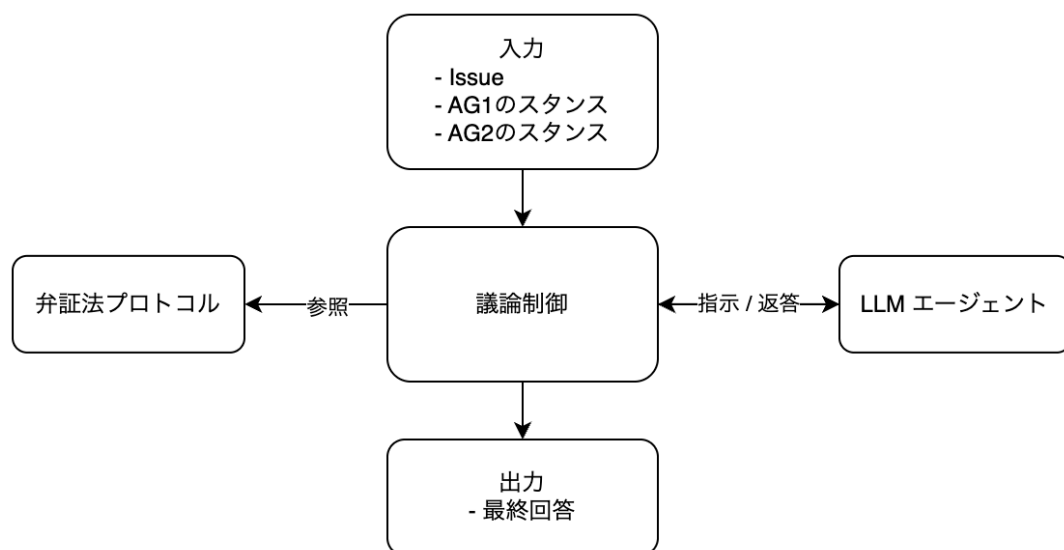 入力
- Issue
- AG1のスタンス
- AG2のスタンス
弁証法プロトコル
参照
議論制御
指示 / 返答
LLM エージェント
出力
- 最終回答